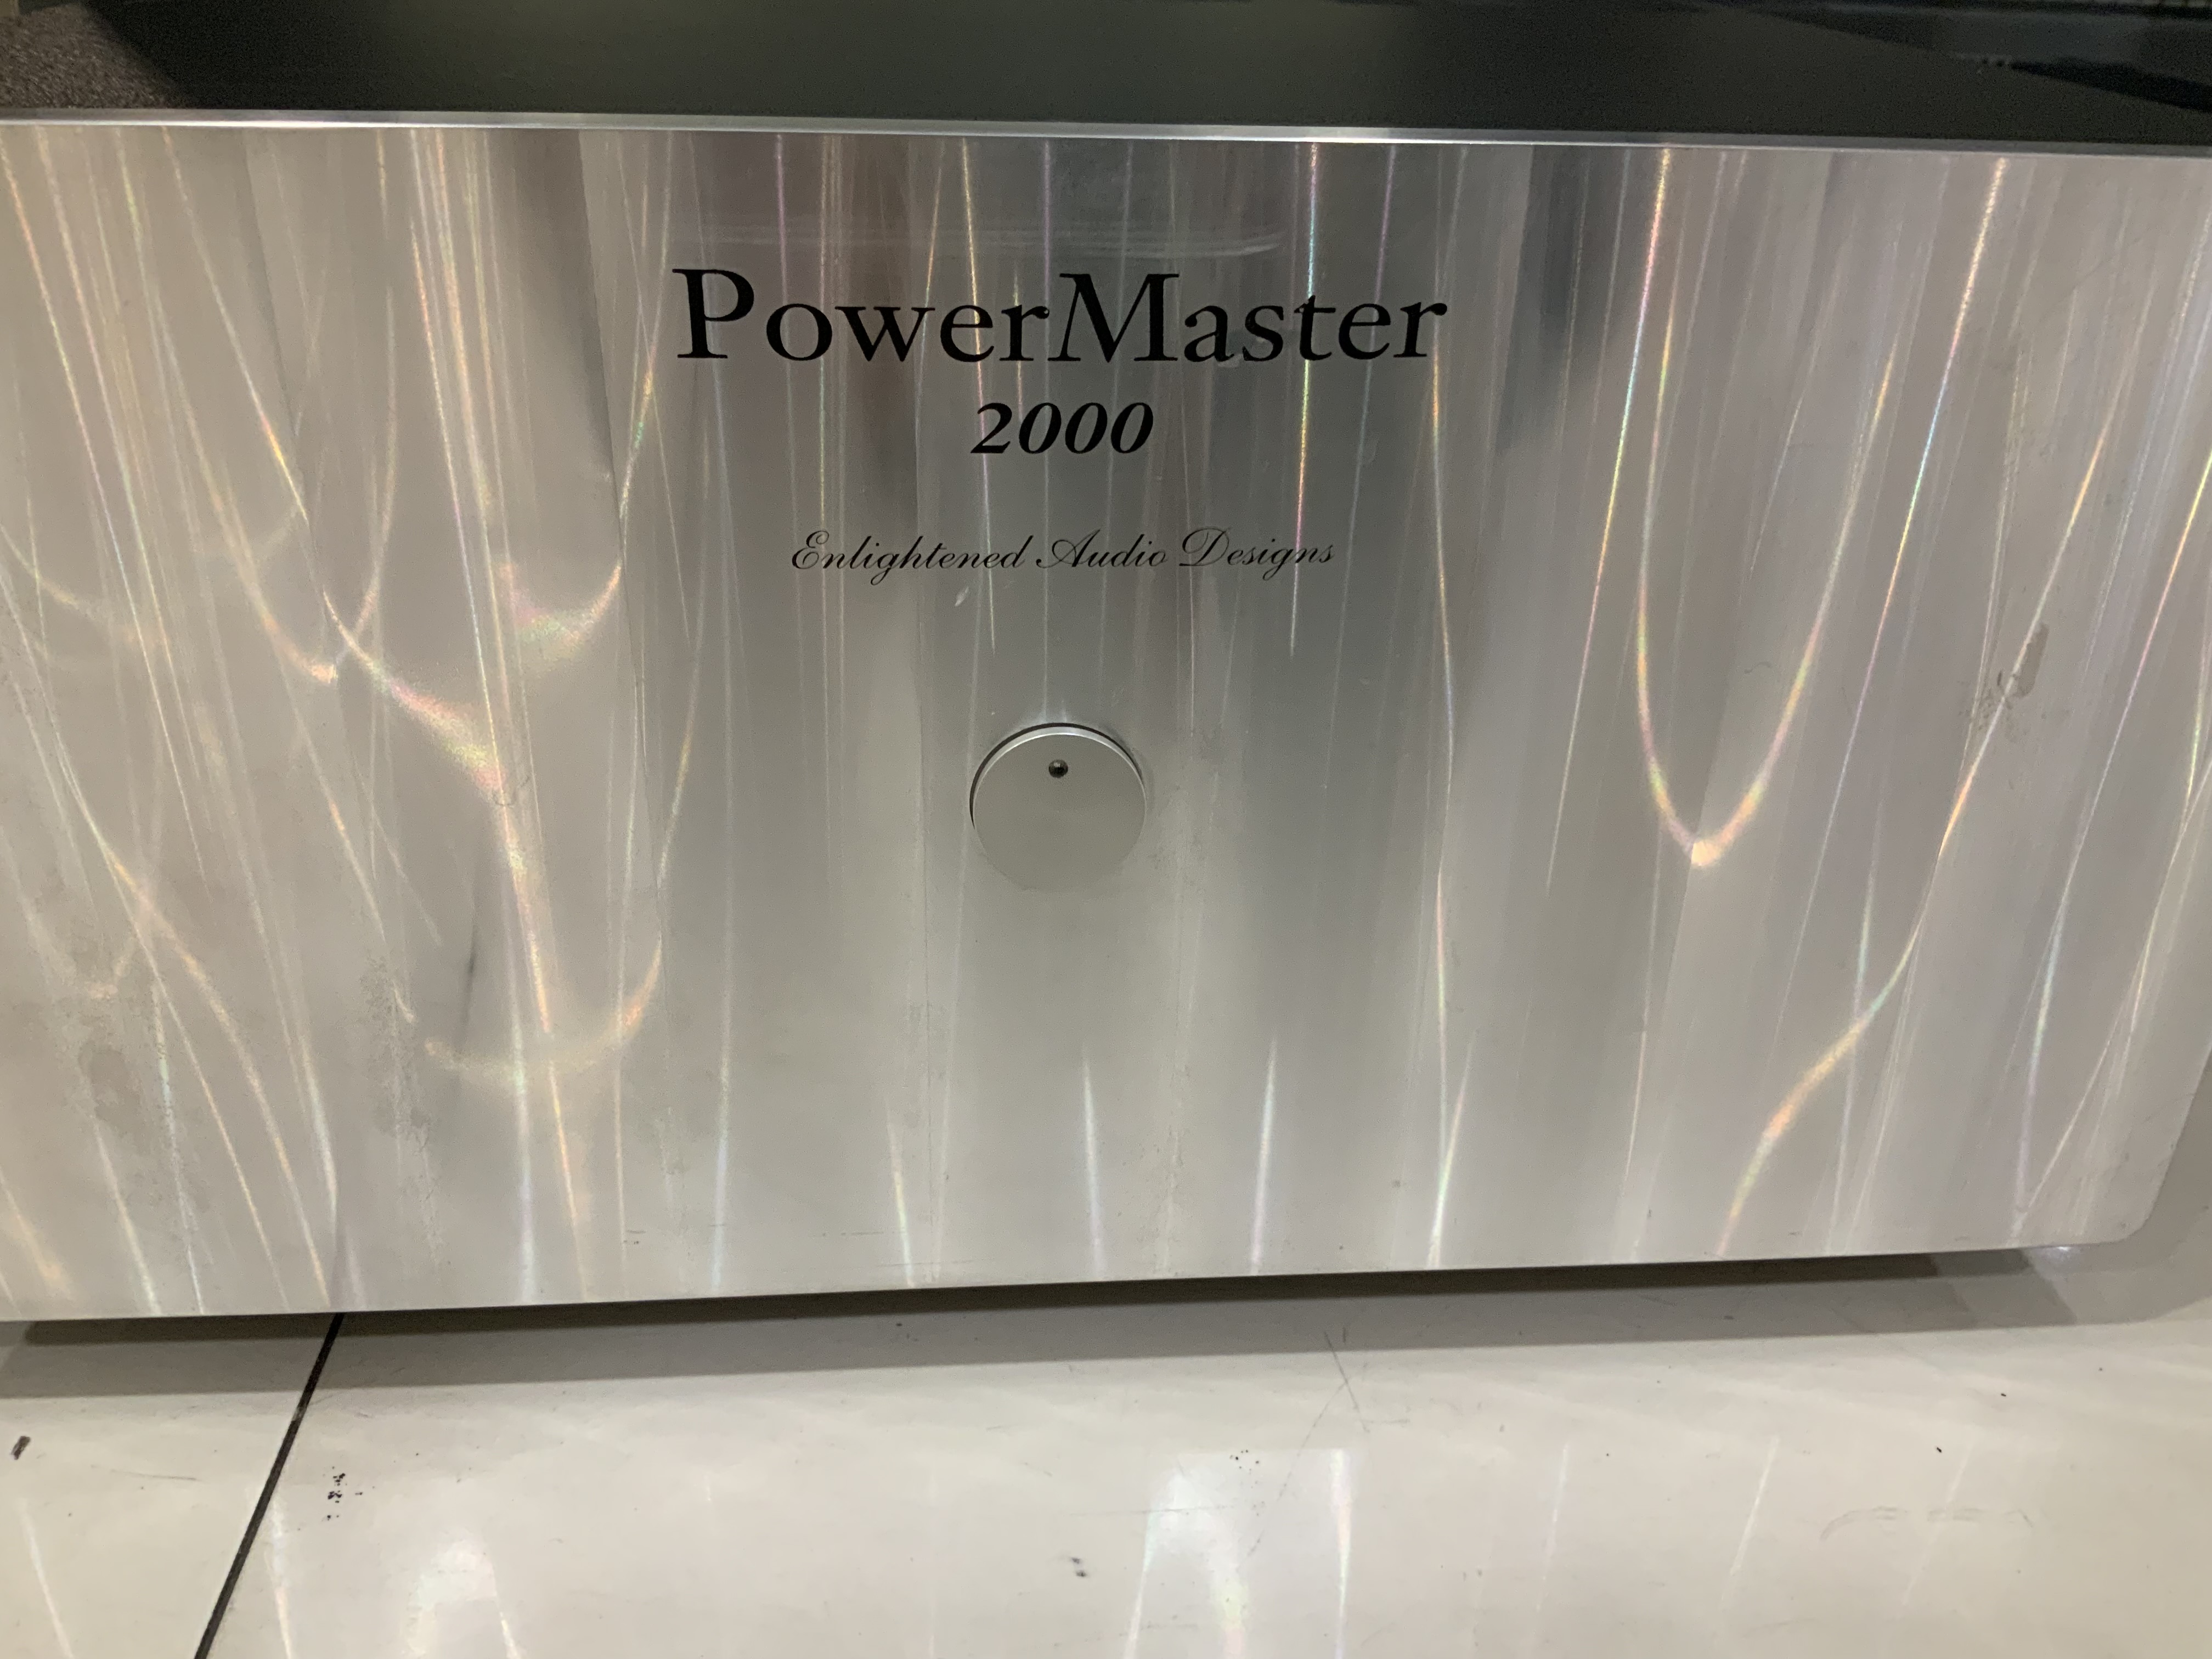 PowerMaster
2000
Enlightened Audio Designs